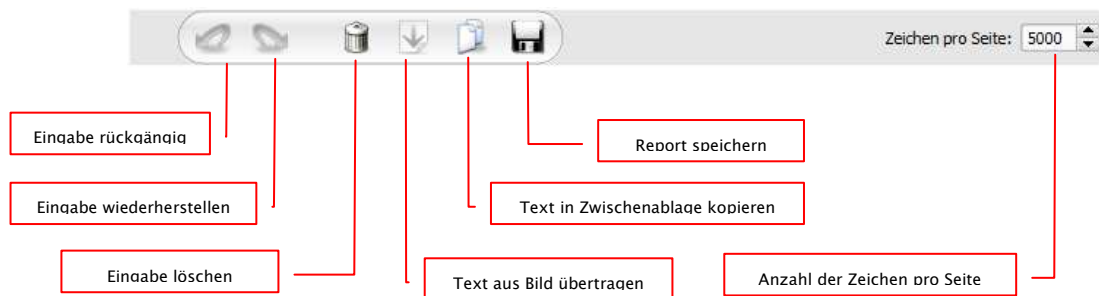 Zeichen pro Seite: 5000
Eingabe rückgängig
Report speichern
Eingabe wiederherstellen
Text in Zwischenablage kopieren
Eingabe löschen
Text aus Bild übertragen
Anzahl der Zeichen pro Seite